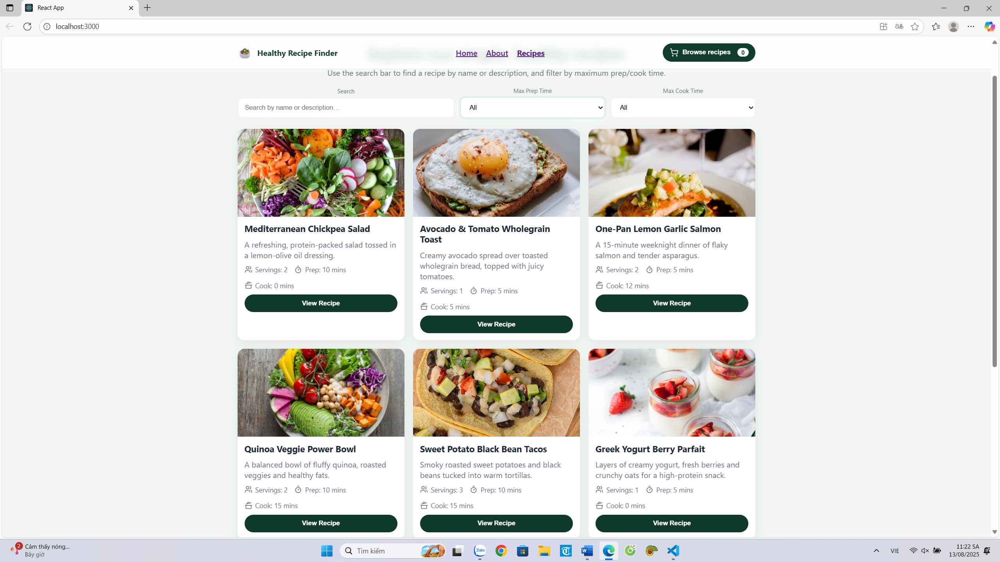 React App
localhost:3000
Healthy Recipe Finder
Home About Recipes
Browse recipes 0
Use the search bar to find a recipe by name or description, and filter by maximum prep/cook time.
Search
Max Prep Time
Max Cook Time
Search by name or description…
All
All
Mediterranean Chickpea Salad
A refreshing, protein-packed salad tossed in
a lemon-olive oil dressing.
Servings: 2 Prep: 10 mins
Cook: 0 mins
View Recipe
Avocado & Tomato Wholegrain
Toast
Creamy avocado spread over toasted
wholegrain bread, topped with juicy
tomatoes.
Servings: 1 Prep: 5 mins
Cook: 5 mins
View Recipe
One-Pan Lemon Garlic Salmon
A 15-minute weeknight dinner of flaky
salmon and tender asparagus.
Servings: 2 Prep: 5 mins
Cook: 12 mins
View Recipe
Quinoa Veggie Power Bowl
A balanced bowl of fluffy quinoa, roasted
veggies and healthy fats.
Servings: 2 Prep: 10 mins
Cook: 15 mins
View Recipe
Sweet Potato Black Bean Tacos
Smoky roasted sweet potatoes and black
beans tucked into warm tortillas.
Servings: 3 Prep: 10 mins
Cook: 15 mins
View Recipe
Greek Yogurt Berry Parfait
Layers of creamy yogurt, fresh berries and
crunchy oats for a high-protein snack.
Servings: 1 Prep: 5 mins
Cook: 0 mins
View Recipe
2
Cảm thấy nóng...
Bây giờ
Tìm kiếm
Zalo
VIE
11:22 SA
13/08/2025